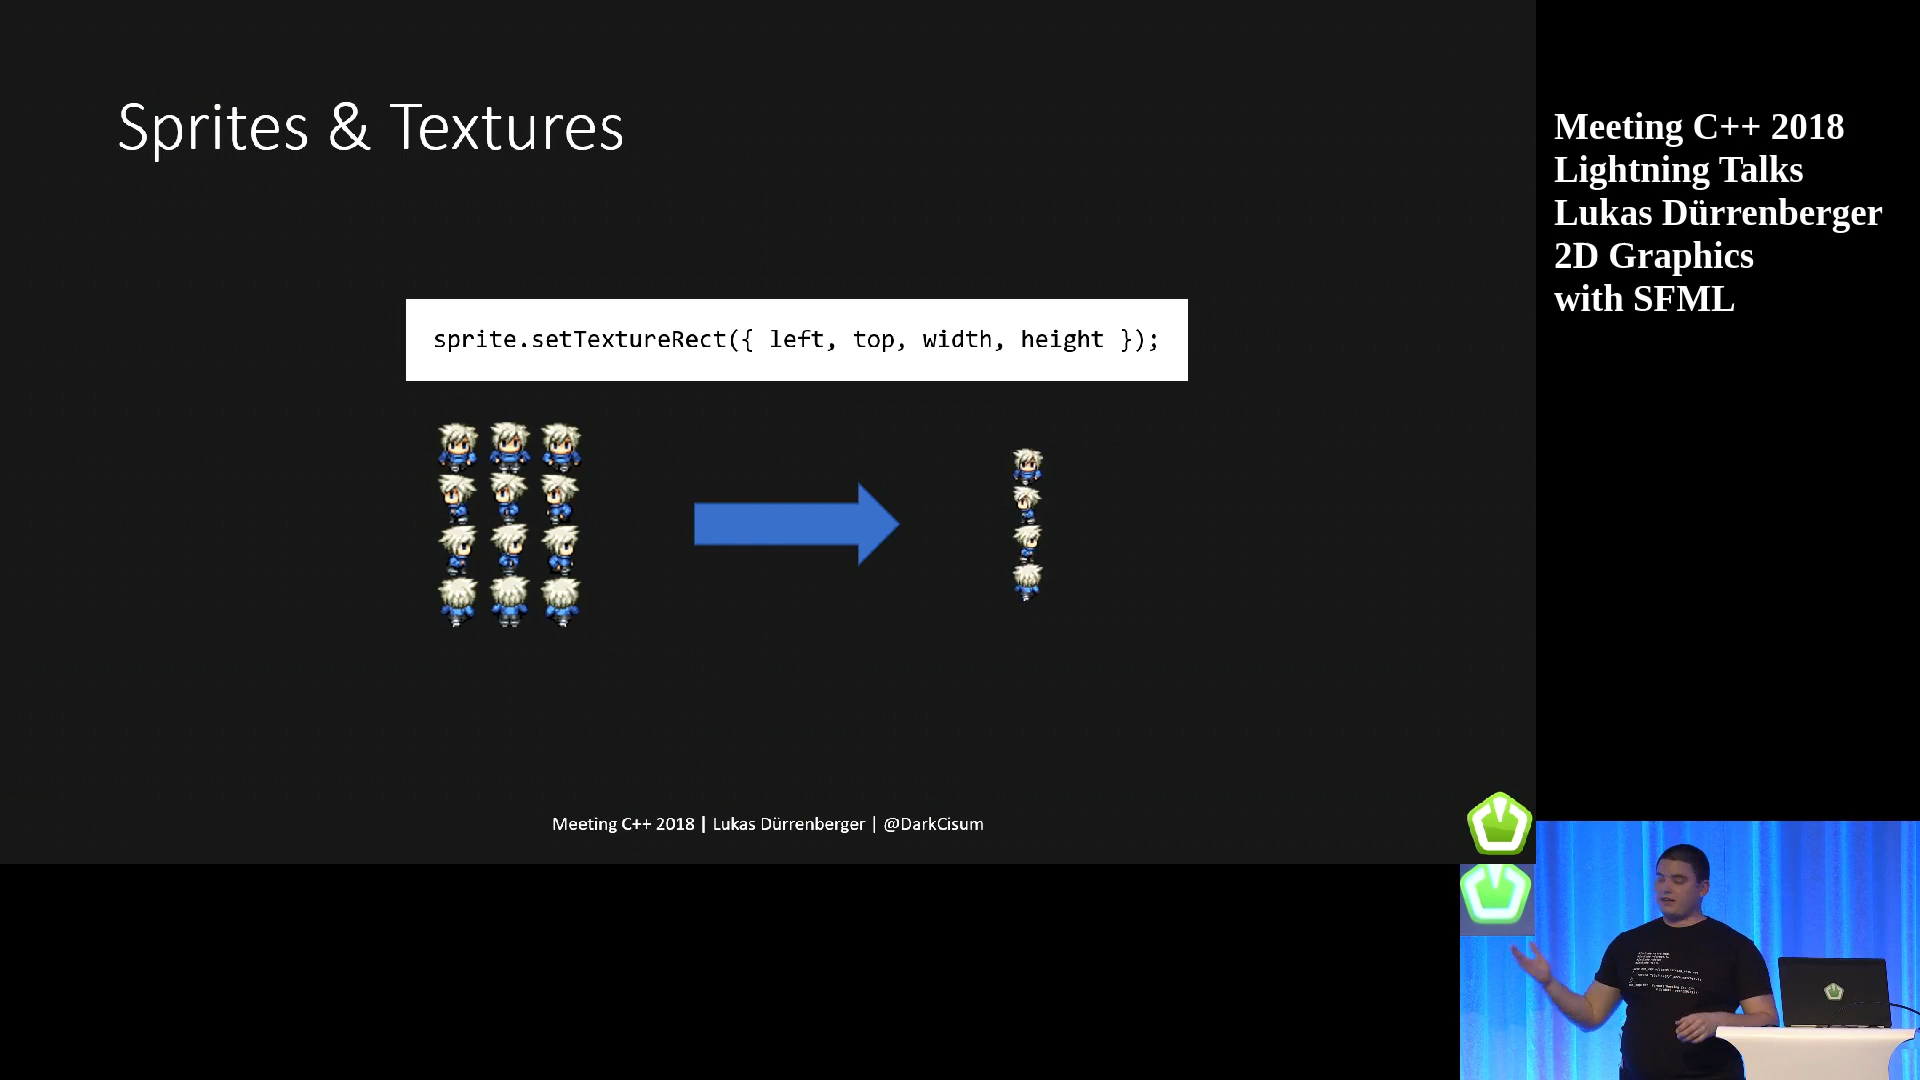 Sprites & Textures
sprite.setTextureRect({ left, top, width, height });
Meeting C++ 2018 | Lukas Dürrenberger | @DarkCisum
Meeting C++ 2018
Lightning Talks
Lukas Dürrenberger
2D Graphics
with SFML